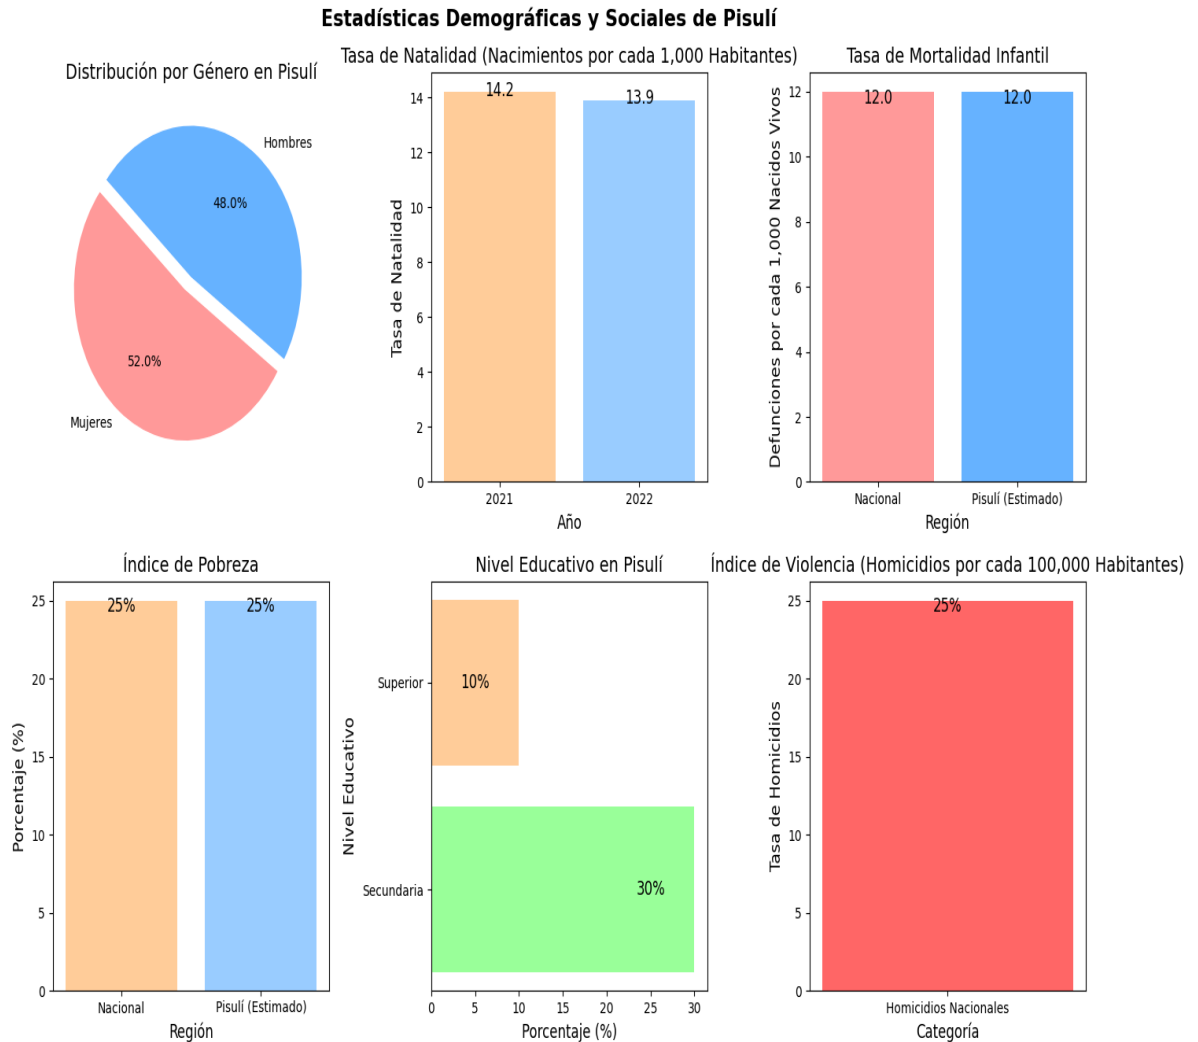 Estadísticas Demográficas y Sociales de Pisulí
Distribución por Género en Pisulí
Hombres
48.0%
52.0%
Mujeres
Tasa de Natalidad (Nacimientos por cada 1,000 Habitantes)
Tasa de Natalidad
14
12
10
8
6
4
2
0
14.2
13.9
2021
2022
Año
Tasa de Mortalidad Infantil
Defunciones por cada 1,000 Nacidos Vivos
12
10
8
6
4
2
0
12.0
12.0
Nacional
Pisulí (Estimado)
Región
Índice de Pobreza
Porcentaje (%)
25
20
15
10
5
0
25%
25%
Nacional
Pisulí (Estimado)
Región
Nivel Educativo en Pisulí
Nivel Educativo
Superior
10%
Secundaria
30%
0
5
10
15
20
25
30
Porcentaje (%)
Índice de Violencia (Homicidios por cada 100,000 Habitantes)
Tasa de Homicidios
25
20
15
10
5
0
25%
Homicidios Nacionales
Categoría